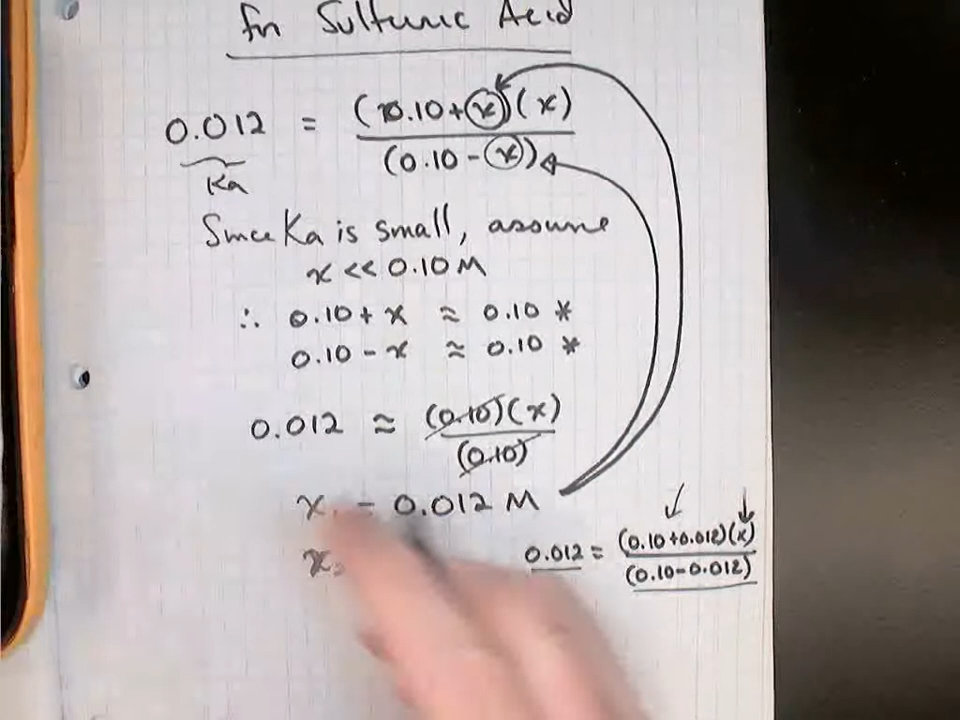 for Sulfuric Acid
0.012 = (0.10+x)(x)
(0.10-x)
Ka
Since Ka is small, assume
x << 0.10 M
∴ 0.10+x ≈ 0.10 *
0.10-x ≈ 0.10 *
0.012 ≈ (0.10)(x)
(0.10)
x1 = 0.012 M
x2
0.012 = (0.10+0.012)(x)
(0.10-0.012)